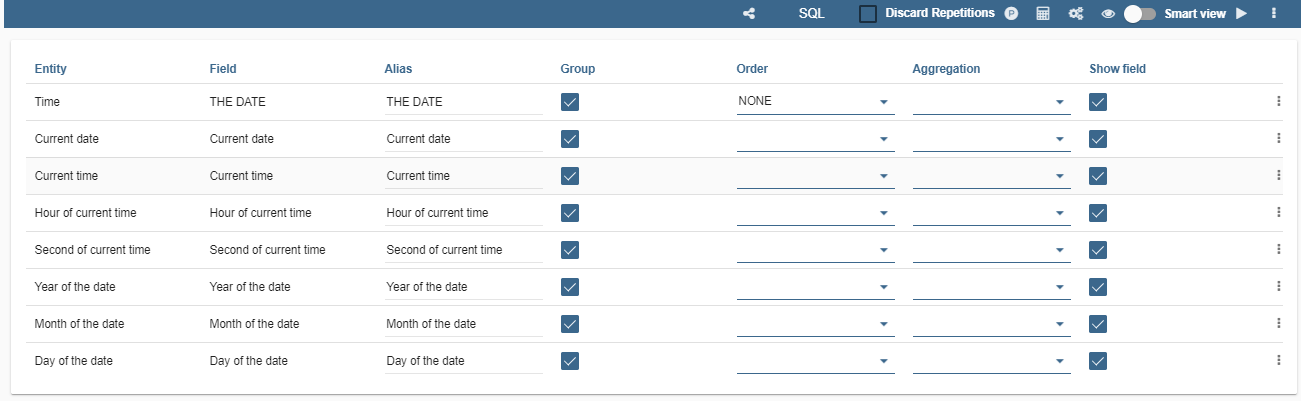 SQL Discard Repetitions P Smart view
Entity Field Alias Group Order Aggregation Show field
Time THE DATE THE DATE NONE
Current date Current date Current date
Current time Current time Current time
Hour of current time Hour of current time Hour of current time
Second of current time Second of current time Second of current time
Year of the date Year of the date Year of the date
Month of the date Month of the date Month of the date
Day of the date Day of the date Day of the date